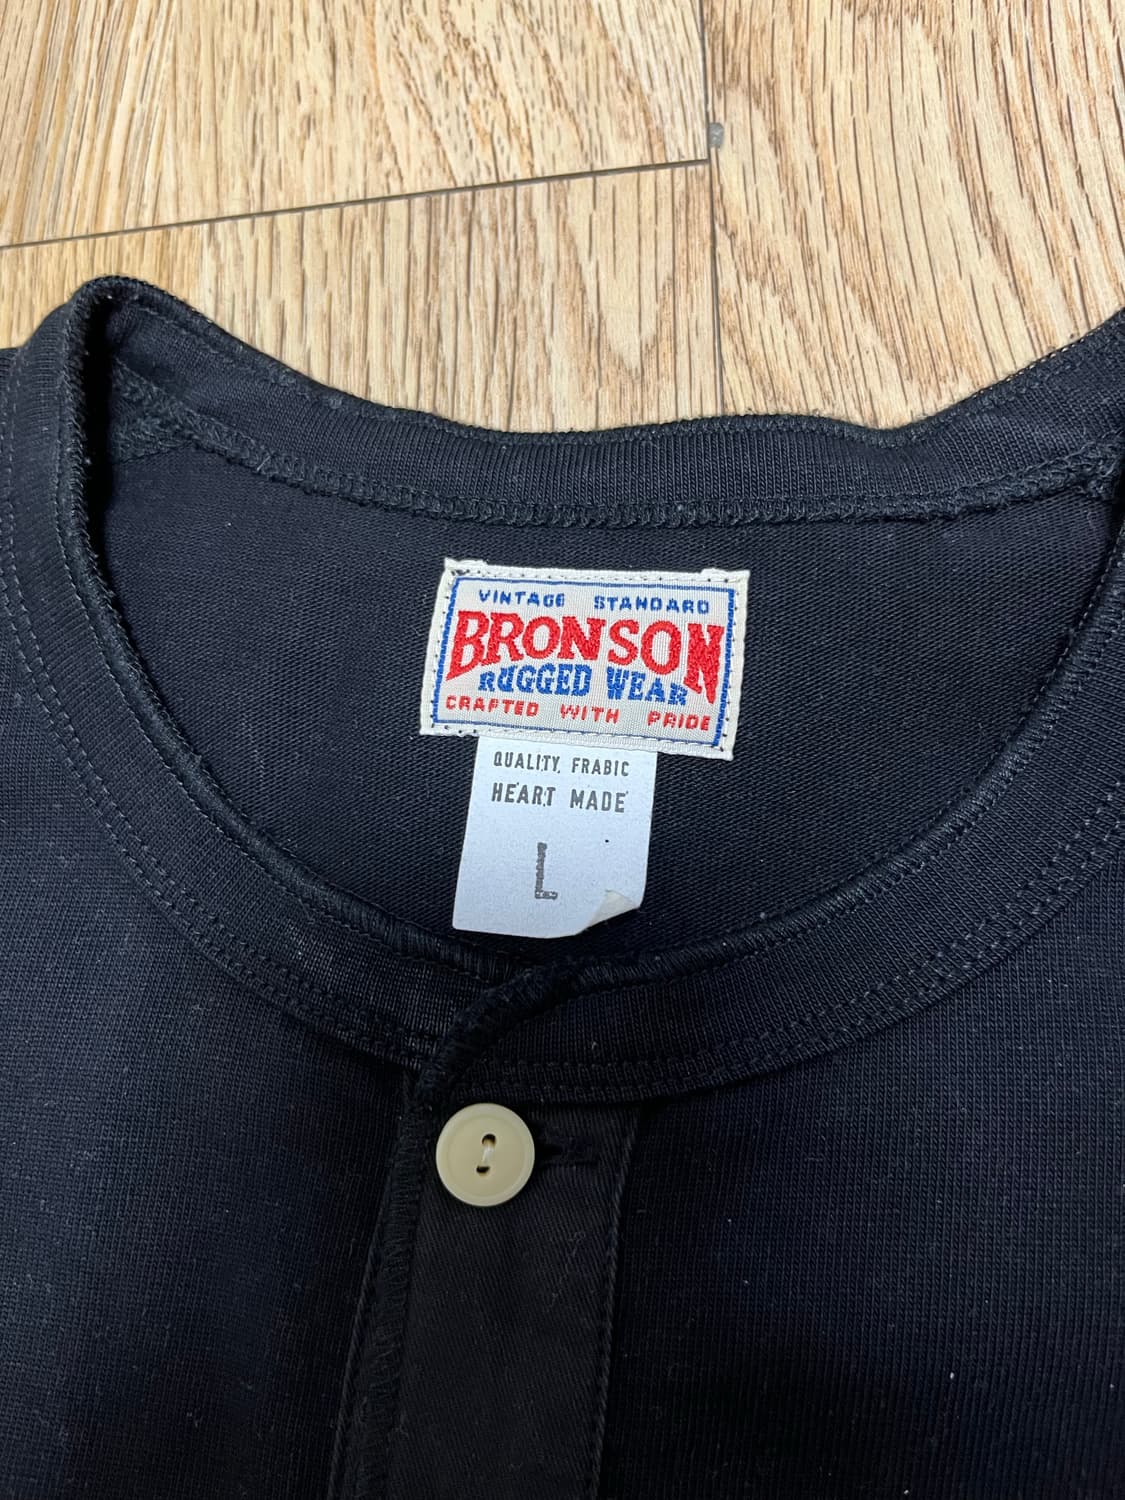 VINTAGE STANDARD
BRONSON
RUGGED WEAR
CRAFTED WITH PRIDE
QUALITY, FRABIC
HEART MADE
L